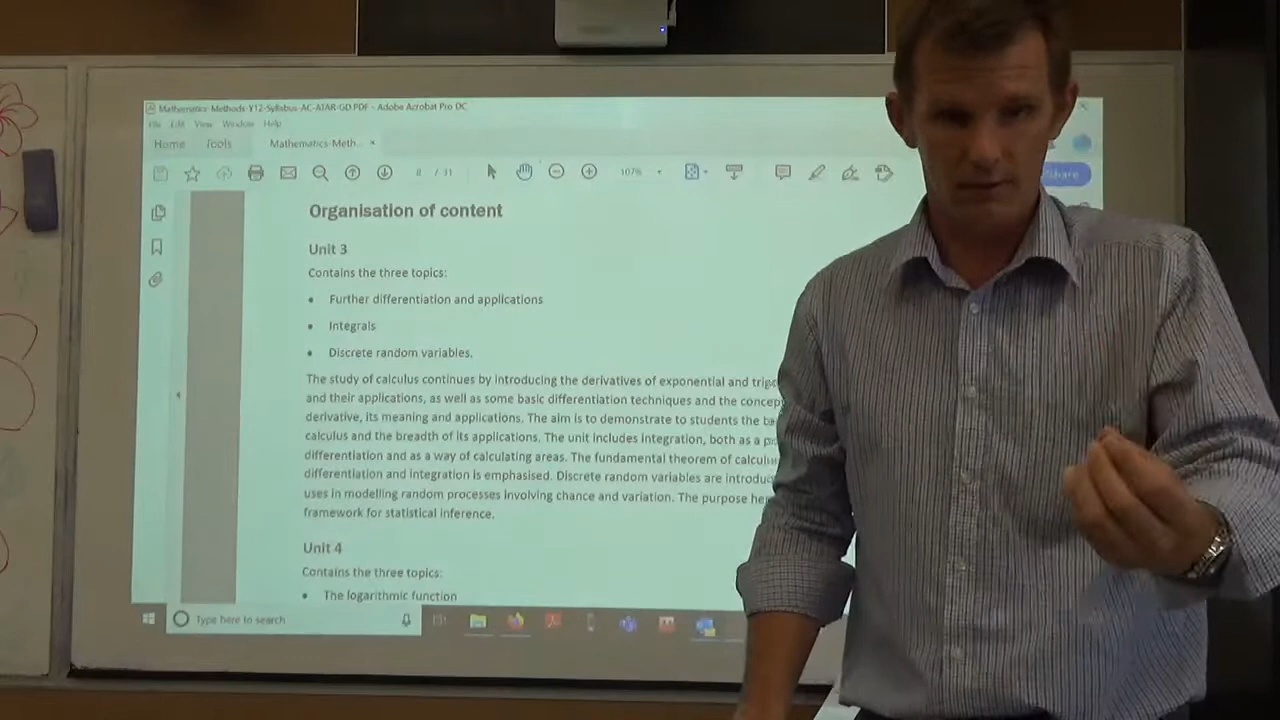 Mathematics-Methods-Y12-Syllabus-AC-ATAR-GD.PDF - Adobe Acrobat Pro DC
File Edit View Window Help
Home Tools Mathematics-Meth... ×
8 / 31 107% Share
Organisation of content
Unit 3
Contains the three topics:
• Further differentiation and applications
• Integrals
• Discrete random variables.
The study of calculus continues by introducing the derivatives of exponential and
and their applications, as well as some basic differentiation techniques and the
derivative, its meaning and applications. The aim is to demonstrate to students the
calculus and the breadth of its applications. The unit includes integration, both as a
differentiation and as a way of calculating areas. The fundamental theorem of
differentiation and integration is emphasised. Discrete random variables are
uses in modelling random processes involving chance and variation. The purpose
framework for statistical inference.
Unit 4
Contains the three topics:
• The logarithmic function
Type here to search